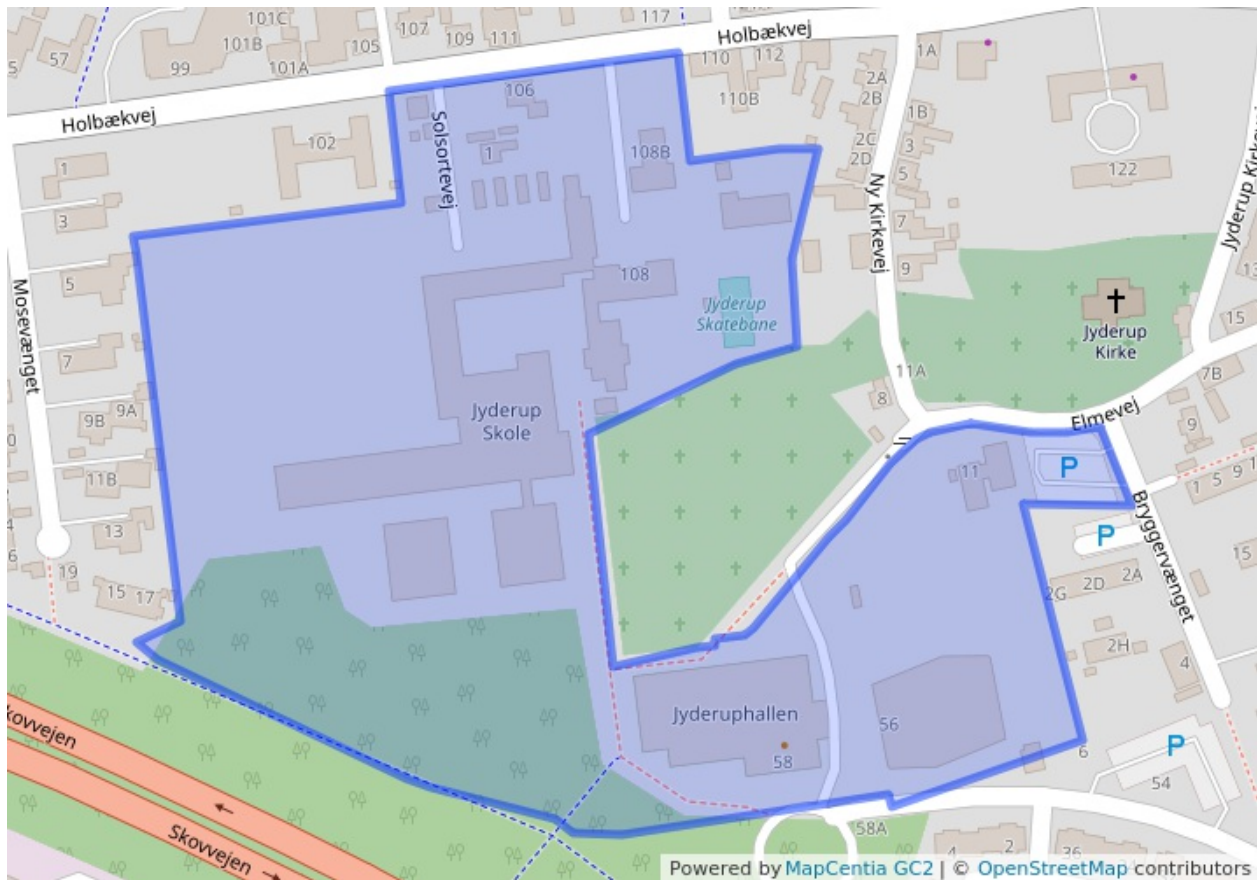 101C
107
117
57
101B
105
109
111
Holbækvej
99
101A
110
112
1A
106
110B
2A
2B
Holbækvej
102
Solsortevej
1
108B
2C
2D
1B
3
122
1
3
5
Ny Kirkevej
7
Jyderup Kirkevej
5
108
9
13
Mosevænget
Jyderup
Skatebane
Jyderup
Kirke
15
7
11A
7B
9B
9A
Jyderup
Skole
8
Elmevej
9
11B
11
P
1
5
9
Bryggervænget
13
P
15
19
15
17
2G
2D
2A
2H
4
Skovvejen
Jyderuphallen
56
58
6
P
54
Skovvejen
58A
2
36
Powered by MapCentia GC2 | © OpenStreetMap contributors